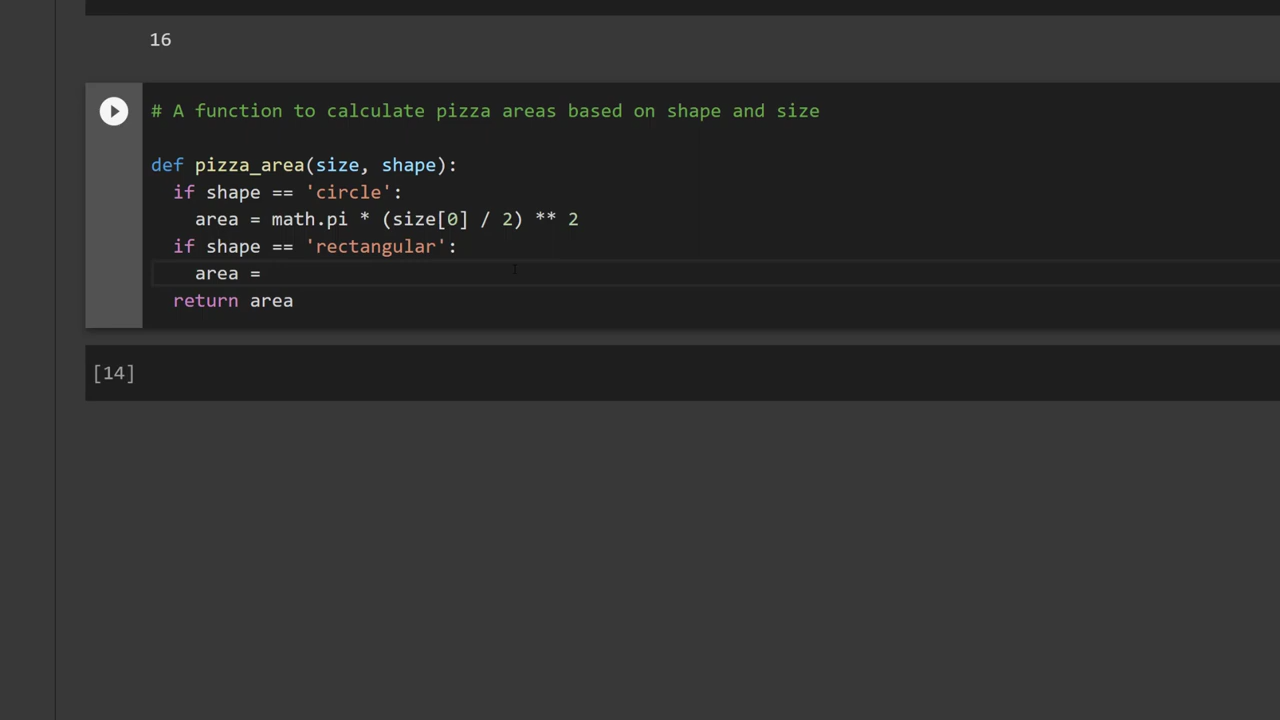 16
# A function to calculate pizza areas based on shape and size
def pizza_area(size, shape):
  if shape == 'circle':
    area = math.pi * (size[0] / 2) ** 2
  if shape == 'rectangular':
    area =
  return area
[14]